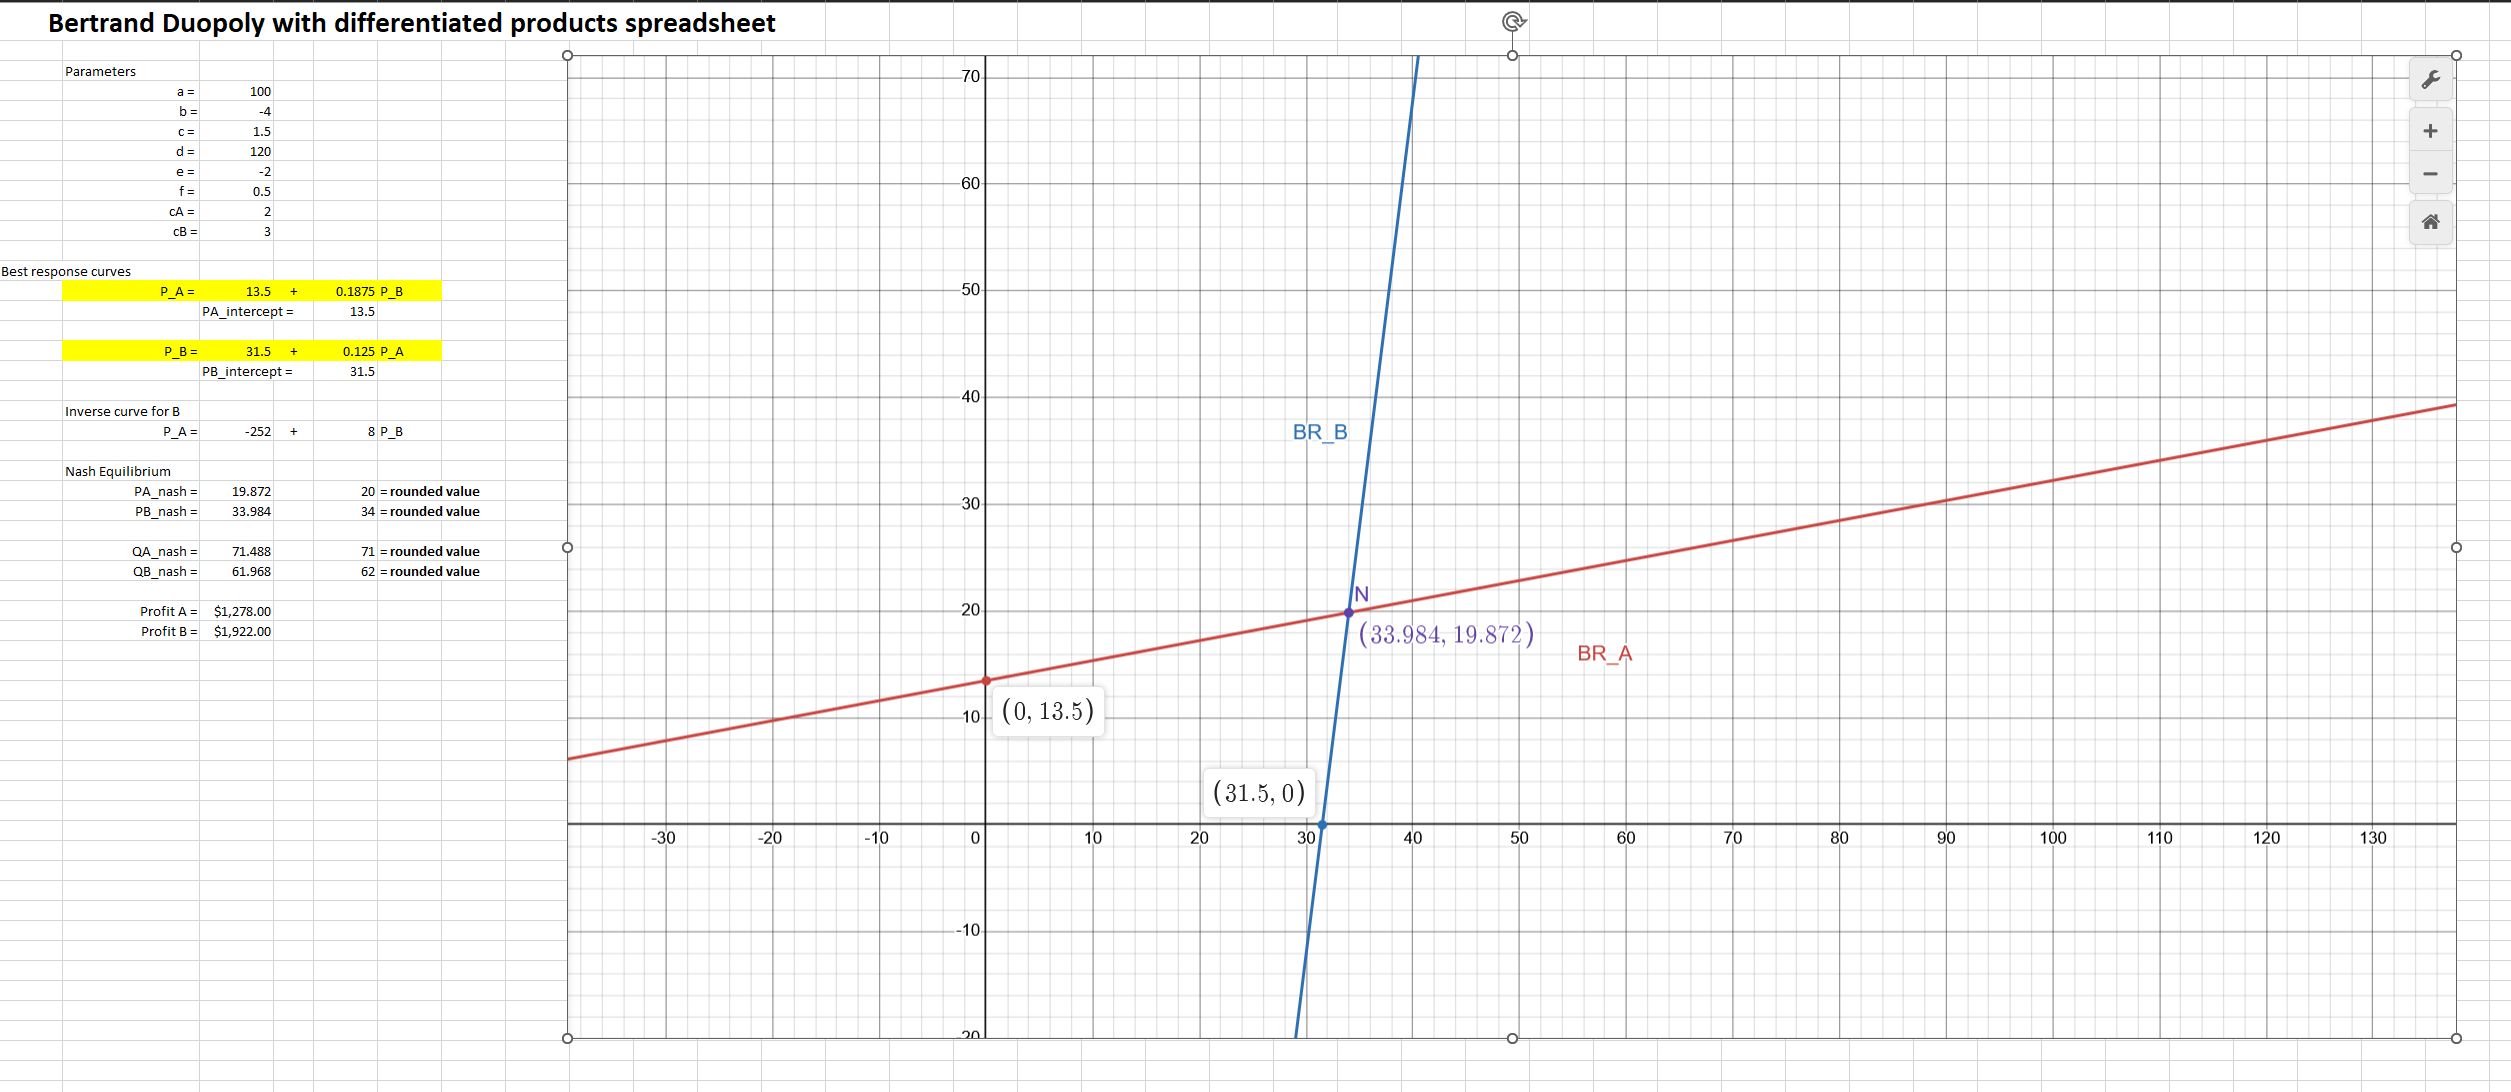 Bertrand Duopoly with differentiated products spreadsheet
Parameters
a = 100
b = -4
c = 1.5
d = 120
e = -2
f = 0.5
cA = 2
cB = 3
Best response curves
P_A = 13.5 + 0.1875 P_B
PA_intercept = 13.5
P_B = 31.5 + 0.125 P_A
PB_intercept = 31.5
Inverse curve for B
P_A = -252 + 8 P_B
Nash Equilibrium
PA_nash = 19.872 20 = rounded value
PB_nash = 33.984 34 = rounded value
QA_nash = 71.488 71 = rounded value
QB_nash = 61.968 62 = rounded value
Profit A = $1,278.00
Profit B = $1,922.00
70
60
50
40
BR_B
30
N
20
(33.984, 19.872)
BR_A
10
(0, 13.5)
(31.5, 0)
-30 -20 -10 0 10 20 30 40 50 60 70 80 90 100 110 120 130
-10
-20